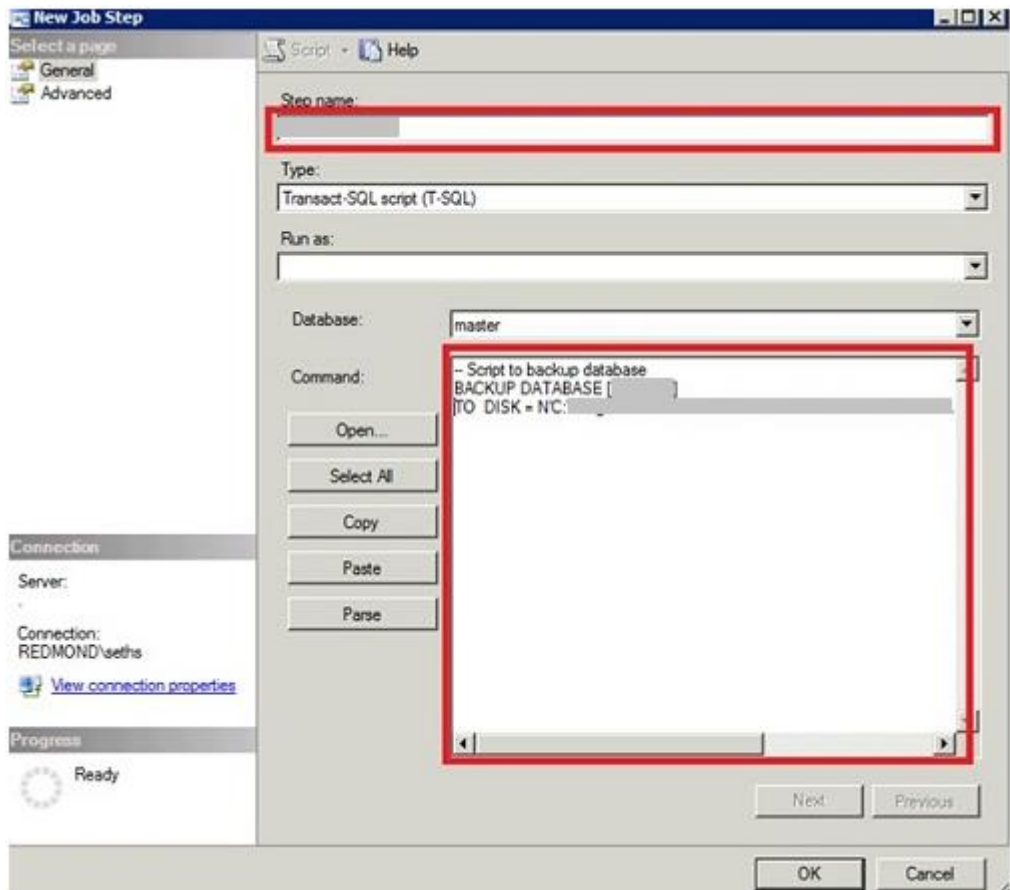 New Job Step
Select a page
General
Advanced
Script
Help
Step name:
Type:
Transact-SQL script (T-SQL)
Run as:
Database:
master
Command:
-- Script to backup database
BACKUP DATABASE [ ]
TO DISK = N'C:
Open...
Select All
Copy
Paste
Parse
Connection
Server:
.
Connection:
REDMOND\seths
View connection properties
Progress
Ready
Next
Previous
OK
Cancel